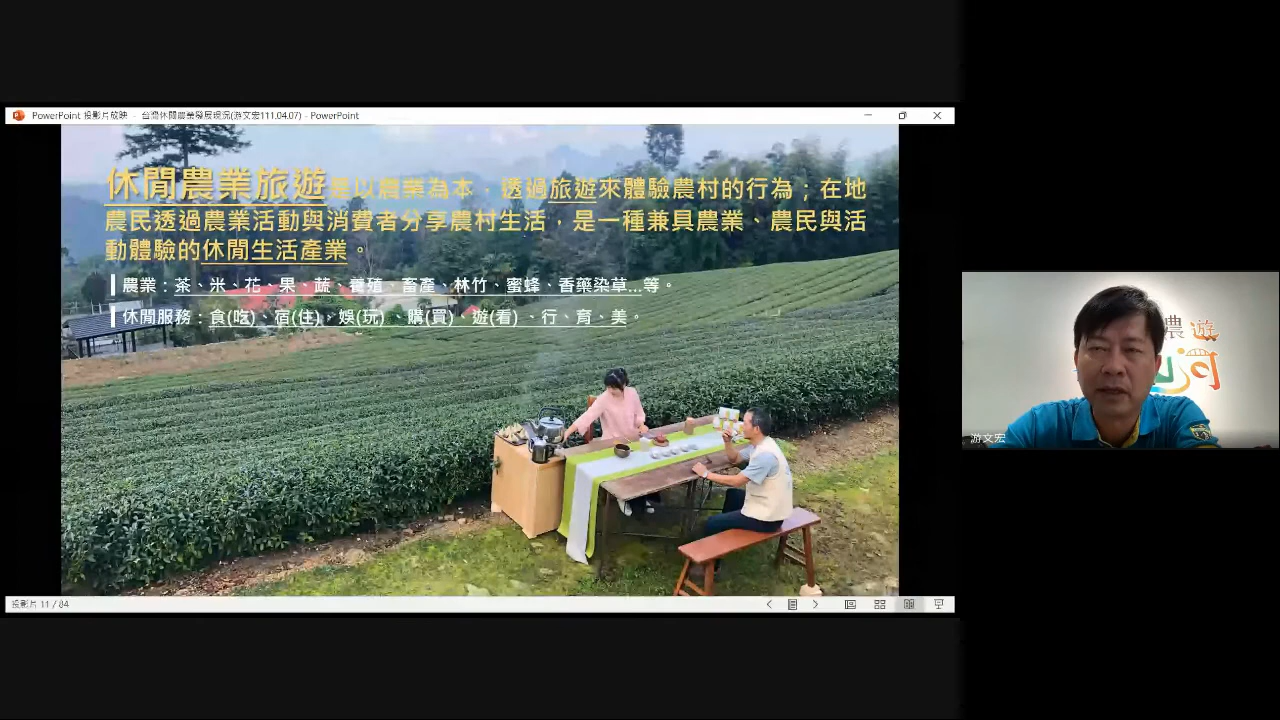 PowerPoint 投影片放映 - 台灣休閒農業發展現況(游文宏111.04.07) - PowerPoint
休閒農業旅遊是以農業為本，透過旅遊來體驗農村的行為；在地
農民透過農業活動與消費者分享農村生活，是一種兼具農業、農民與活
動體驗的休閒生活產業。
農業：茶、米、花、果、蔬、養殖、畜產、林竹、蜜蜂、香藥染草...等。
休閒服務：食(吃)、宿(住)、娛(玩)、購(買)、遊(看)、行、育、美。
農遊
河
游文宏
投影片 11 / 84